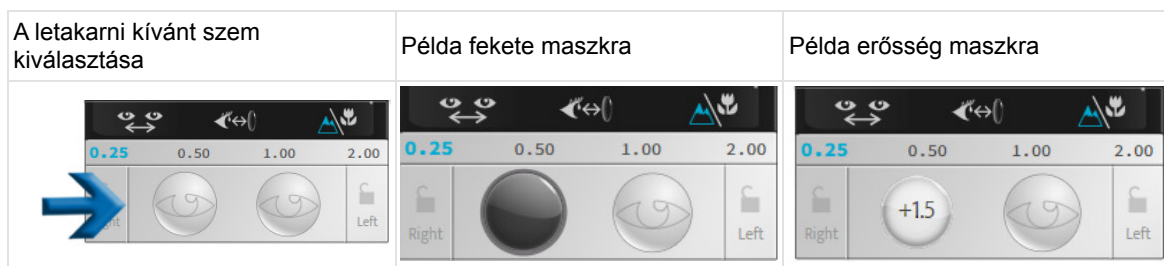 A letakarni kívánt szem
kiválasztása
Példa fekete maszkra
Példa erősség maszkra
0.25 0.50 1.00 2.00
Left
0.25 0.50 1.00 2.00
Right Left
0.25 0.50 1.00 2.00
+1.5
Right Left